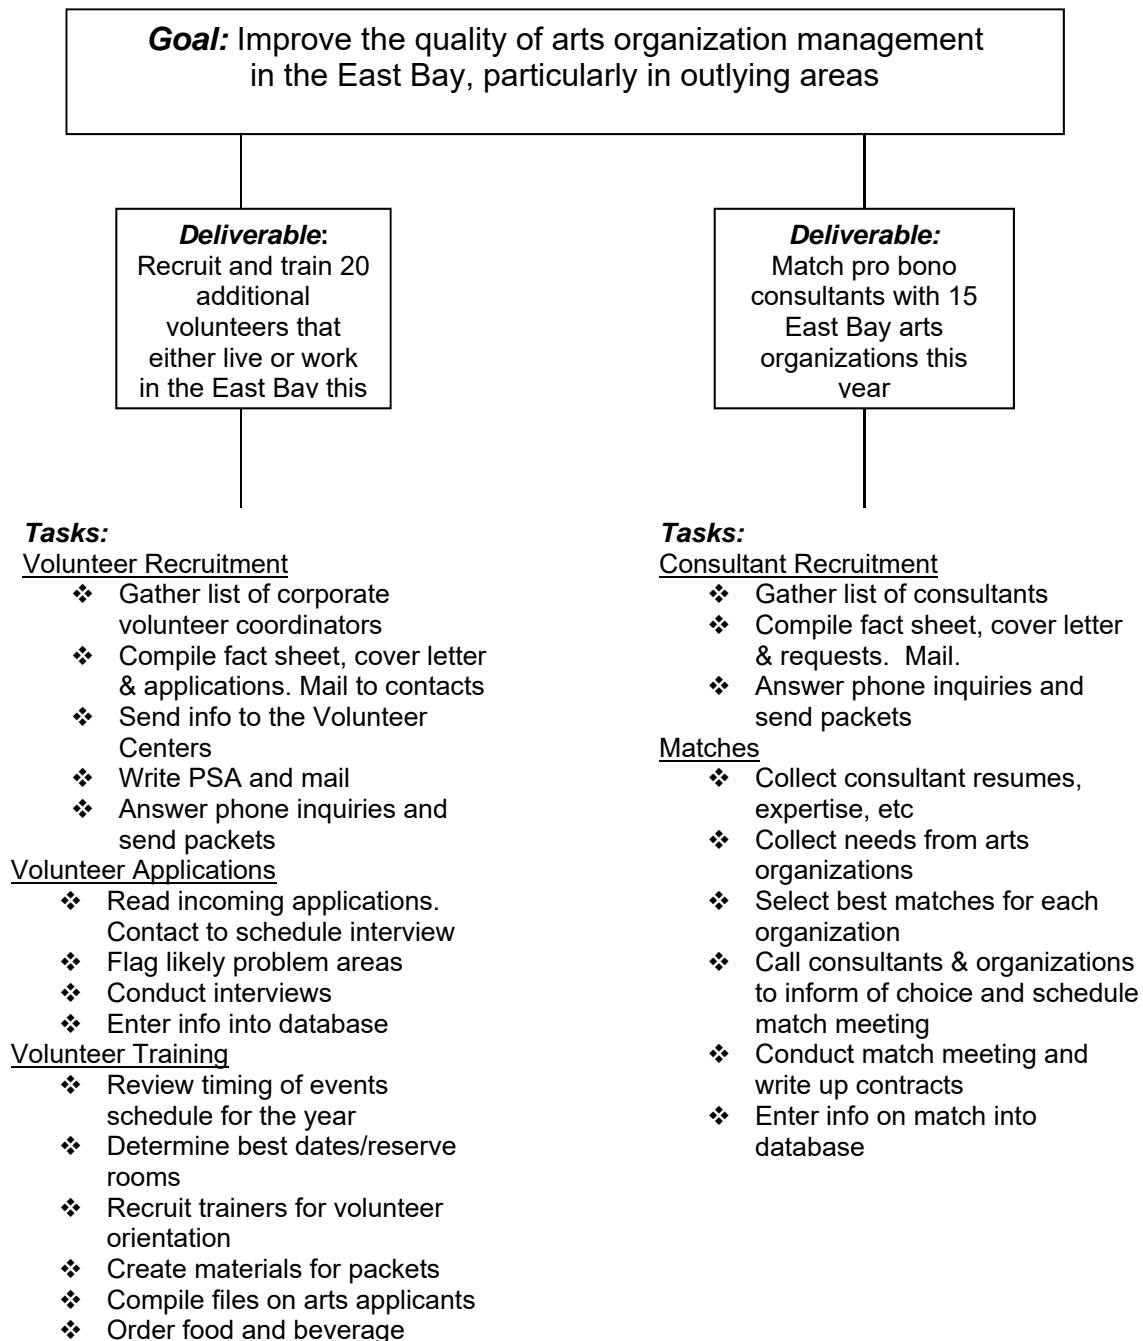 Goal: Improve the quality of arts organization management
in the East Bay, particularly in outlying areas
Deliverable:
Recruit and train 20
additional
volunteers that
either live or work
in the East Bay this
Deliverable:
Match pro bono
consultants with 15
East Bay arts
organizations this
year
Tasks:
Volunteer Recruitment
❖ Gather list of corporate
volunteer coordinators
❖ Compile fact sheet, cover letter
& applications. Mail to contacts
❖ Send info to the Volunteer
Centers
❖ Write PSA and mail
❖ Answer phone inquiries and
send packets
Volunteer Applications
❖ Read incoming applications.
Contact to schedule interview
❖ Flag likely problem areas
❖ Conduct interviews
❖ Enter info into database
Volunteer Training
❖ Review timing of events
schedule for the year
❖ Determine best dates/reserve
rooms
❖ Recruit trainers for volunteer
orientation
❖ Create materials for packets
❖ Compile files on arts applicants
❖ Order food and beverage
Tasks:
Consultant Recruitment
❖ Gather list of consultants
❖ Compile fact sheet, cover letter
& requests.  Mail.
❖ Answer phone inquiries and
send packets
Matches
❖ Collect consultant resumes,
expertise, etc
❖ Collect needs from arts
organizations
❖ Select best matches for each
organization
❖ Call consultants & organizations
to inform of choice and schedule
match meeting
❖ Conduct match meeting and
write up contracts
❖ Enter info on match into
database